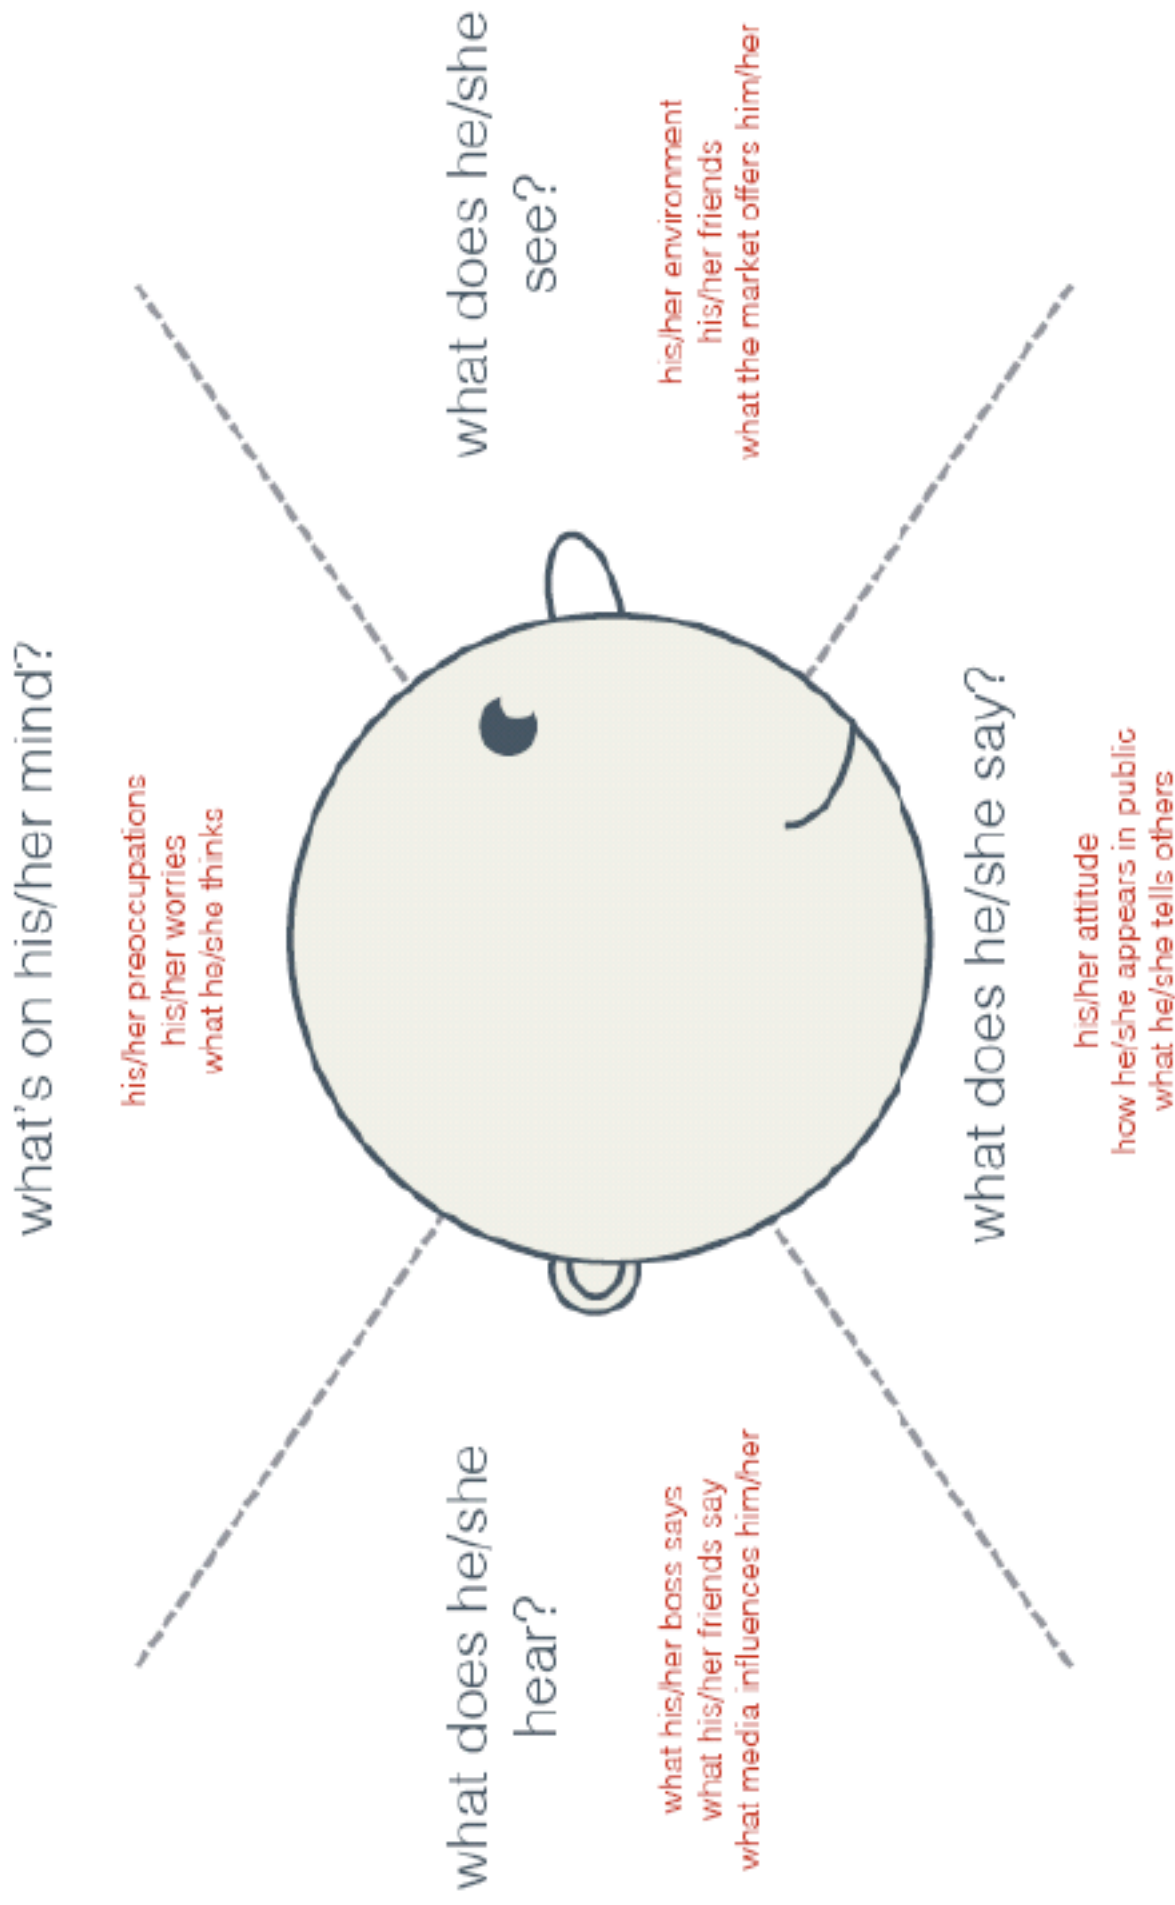 what's on his/her mind?
his/her preoccupations
his/her worries
what he/she thinks
what does he/she
hear?
what his/her boss says
what his/her friends say
what media influences him/her
what does he/she
see?
his/her environment
his/her friends
what the market offers him/her
what does he/she say?
his/her attitude
how he/she appears in public
what he/she tells others